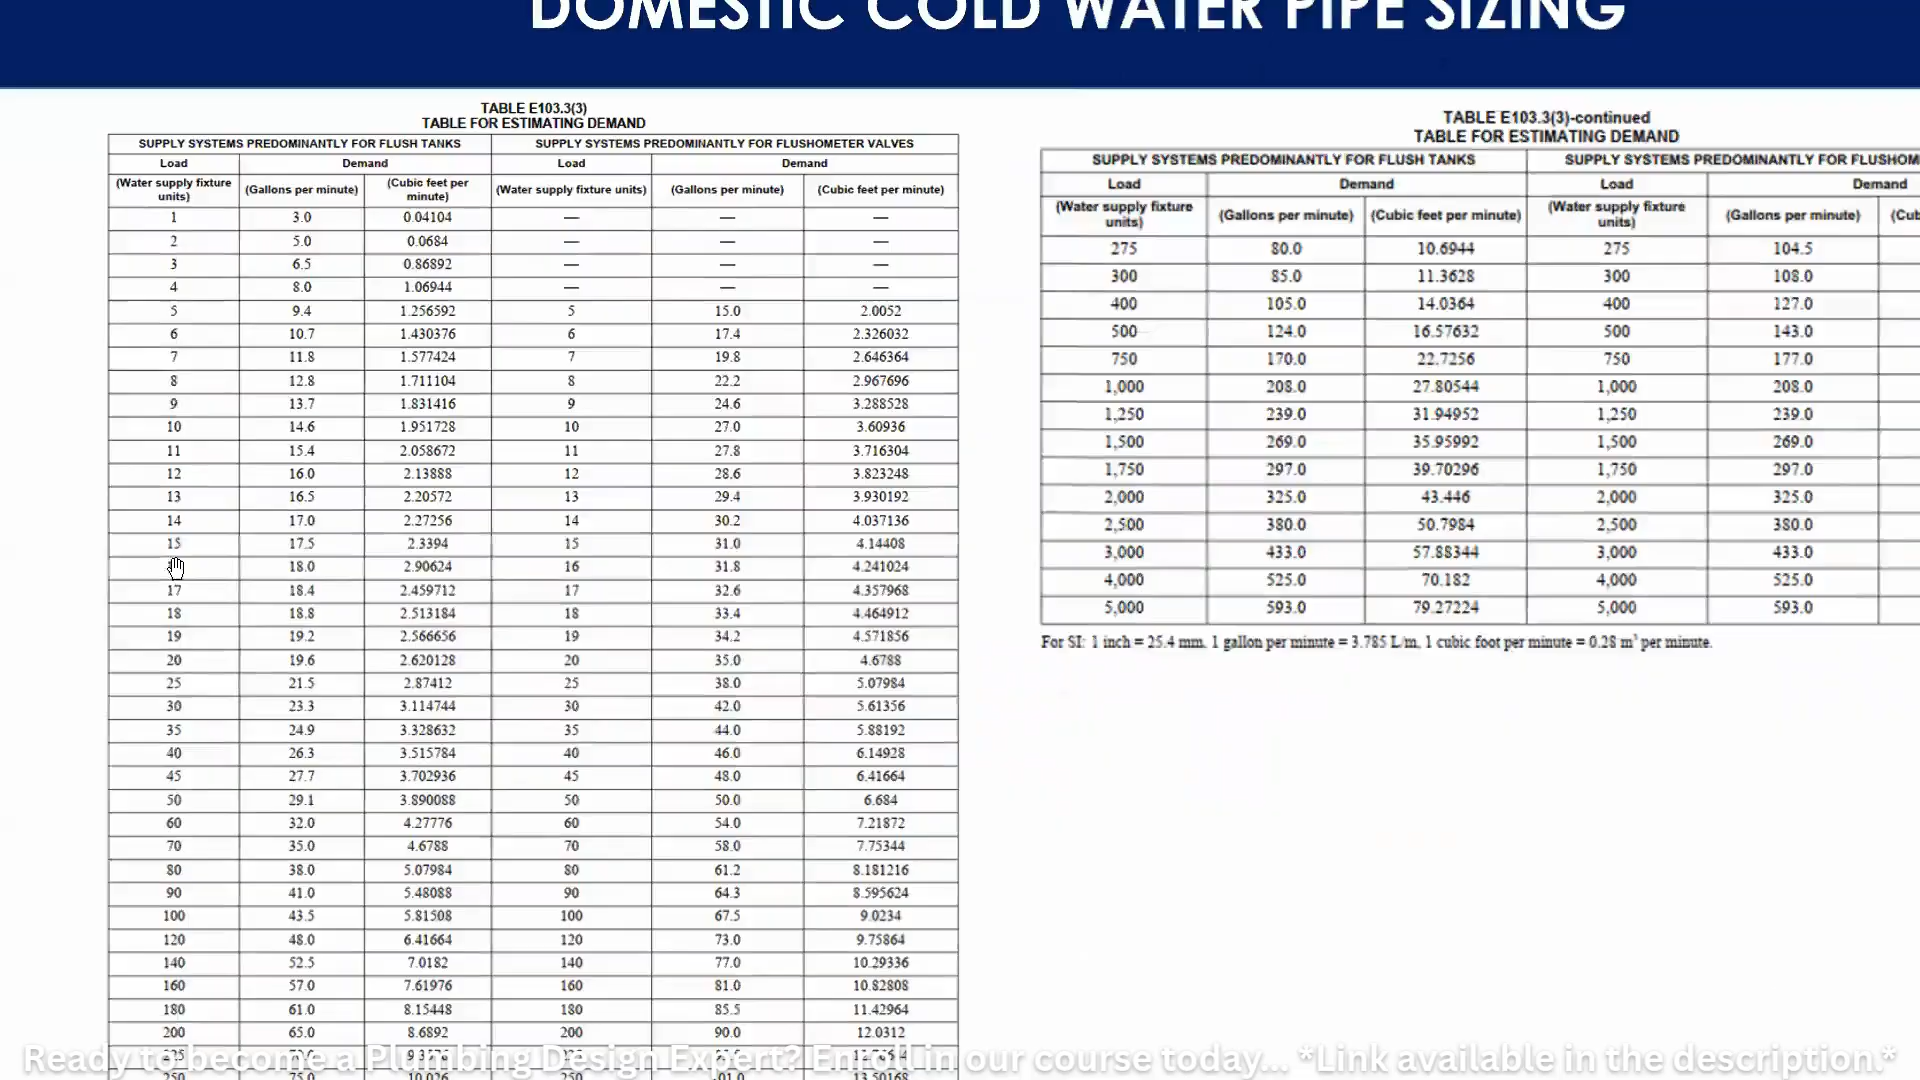 DOMESTIC COLD WATER PIPE SIZING
TABLE E103.3(3)
TABLE FOR ESTIMATING DEMAND
SUPPLY SYSTEMS PREDOMINANTLY FOR FLUSH TANKS SUPPLY SYSTEMS PREDOMINANTLY FOR FLUSHOMETER VALVES
Load Demand Load Demand
(Water supply fixture units) (Gallons per minute) (Cubic feet per minute) (Water supply fixture units) (Gallons per minute) (Cubic feet per minute)
1 3.0 0.04104 — — —
2 5.0 0.0684 — — —
3 6.5 0.86892 — — —
4 8.0 1.06944 — — —
5 9.4 1.256592 5 15.0 2.0052
6 10.7 1.430376 6 17.4 2.326032
7 11.8 1.577424 7 19.8 2.646364
8 12.8 1.711104 8 22.2 2.967696
9 13.7 1.831416 9 24.6 3.288528
10 14.6 1.951728 10 27.0 3.60936
11 15.4 2.058672 11 27.8 3.716304
12 16.0 2.13888 12 28.6 3.823248
13 16.5 2.20572 13 29.4 3.930192
14 17.0 2.27256 14 30.2 4.037136
15 17.5 2.3394 15 31.0 4.14408
18.0 2.90624 16 31.8 4.241024
17 18.4 2.459712 17 32.6 4.357968
18 18.8 2.513184 18 33.4 4.464912
19 19.2 2.566656 19 34.2 4.571856
20 19.6 2.620128 20 35.0 4.6788
25 21.5 2.87412 25 38.0 5.07984
30 23.3 3.114744 30 42.0 5.61356
35 24.9 3.328632 35 44.0 5.88192
40 26.3 3.515784 40 46.0 6.14928
45 27.7 3.702936 45 48.0 6.41664
50 29.1 3.890088 50 50.0 6.684
60 32.0 4.27776 60 54.0 7.21872
70 35.0 4.6788 70 58.0 7.75344
80 38.0 5.07984 80 61.2 8.181216
90 41.0 5.48088 90 64.3 8.595624
100 43.5 5.81508 100 67.5 9.0234
120 48.0 6.41664 120 73.0 9.75864
140 52.5 7.0182 140 77.0 10.29336
160 57.0 7.61976 160 81.0 10.82808
180 61.0 8.15448 180 85.5 11.42964
200 65.0 8.6892 200 90.0 12.0312
250 75.0 10.026 250 13.50168
TABLE E103.3(3)-continued
TABLE FOR ESTIMATING DEMAND
SUPPLY SYSTEMS PREDOMINANTLY FOR FLUSH TANKS SUPPLY SYSTEMS PREDOMINANTLY FOR FLUSHOM
Load Demand Load Demand
(Water supply fixture units) (Gallons per minute) (Cubic feet per minute) (Water supply fixture units) (Gallons per minute) (Cub
275 80.0 10.6944 275 104.5
300 85.0 11.3628 300 108.0
400 105.0 14.0364 400 127.0
500 124.0 16.57632 500 143.0
750 170.0 22.7256 750 177.0
1,000 208.0 27.80544 1,000 208.0
1,250 239.0 31.94952 1,250 239.0
1,500 269.0 35.95992 1,500 269.0
1,750 297.0 39.70296 1,750 297.0
2,000 325.0 43.446 2,000 325.0
2,500 380.0 50.7984 2,500 380.0
3,000 433.0 57.88344 3,000 433.0
4,000 525.0 70.182 4,000 525.0
5,000 593.0 79.27224 5,000 593.0
For SI: 1 inch = 25.4 mm, 1 gallon per minute = 3.785 L/m, 1 cubic foot per minute = 0.28 m³ per minute.
Ready to become a Plumbing Design Expert? Enroll in our course today... *Link available in the description.*